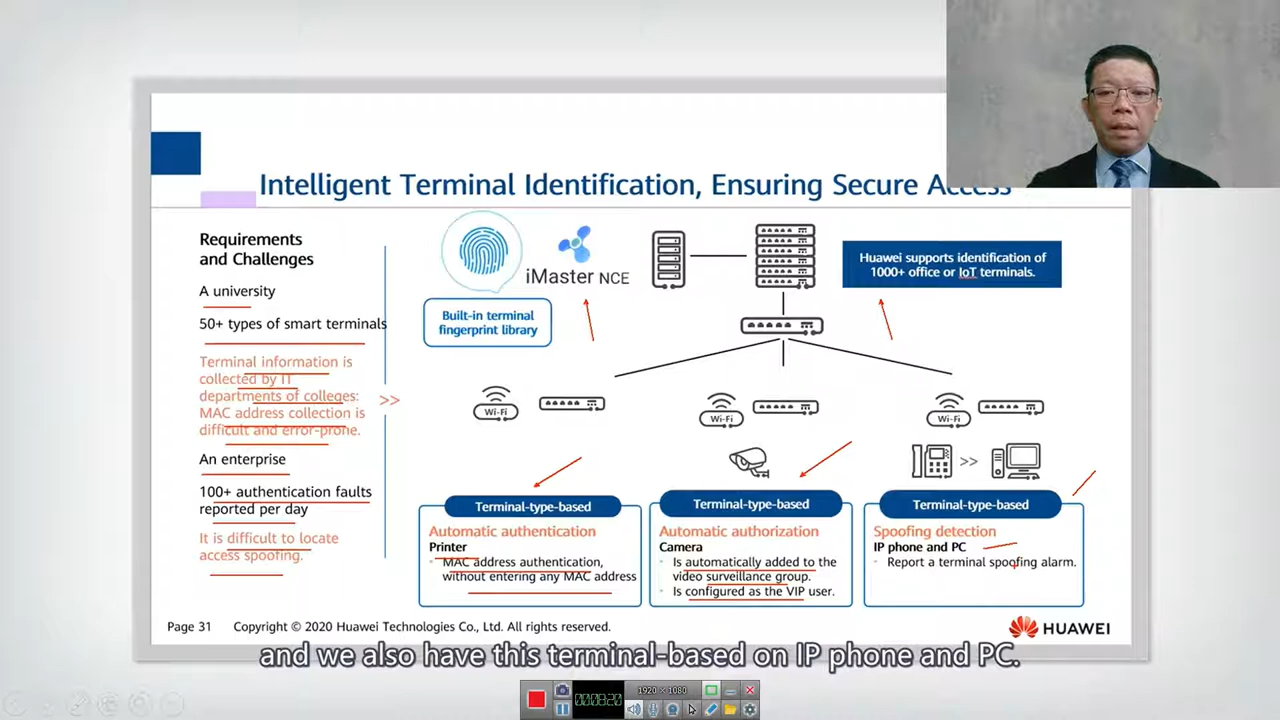 Intelligent Terminal Identification, Ensuring Secure Access
Requirements
and Challenges
A university
50+ types of smart terminals
Terminal information is
collected by IT
departments of colleges:
MAC address collection is
difficult and error-prone.
An enterprise
100+ authentication faults
reported per day
It is difficult to locate
access spoofing.
>>
iMaster NCE
Built-in terminal
fingerprint library
Huawei supports identification of
1000+ office or IoT terminals.
Wi-Fi
Wi-Fi
Wi-Fi
>>
Terminal-type-based
Automatic authentication
Printer
MAC address authentication,
without entering any MAC address
Terminal-type-based
Automatic authorization
Camera
Is automatically added to the
video surveillance group.
Is configured as the VIP user.
Terminal-type-based
Spoofing detection
IP phone and PC
Report a terminal spoofing alarm.
Page 31 Copyright © 2020 Huawei Technologies Co., Ltd. All rights reserved.
HUAWEI
and we also have this terminal-based on IP phone and PC.
1920 × 1080
000:08:20